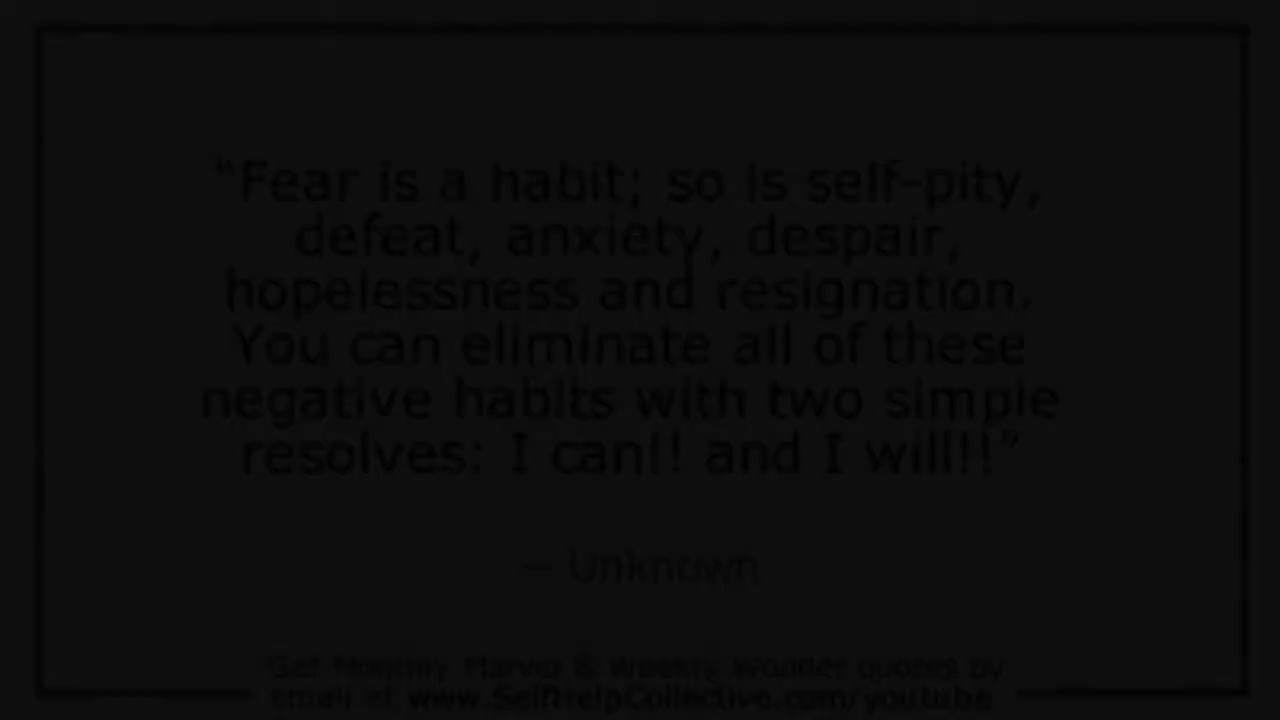 “Fear is a habit; so is self-pity,
defeat, anxiety, despair,
hopelessness and resignation.
You can eliminate all of these
negative habits with two simple
resolves: I can!! and I will!!”
— Unknown
Get Monthly Marvel & Weekly Wonder quotes by
email at www.SelfHelpCollective.com/youtube